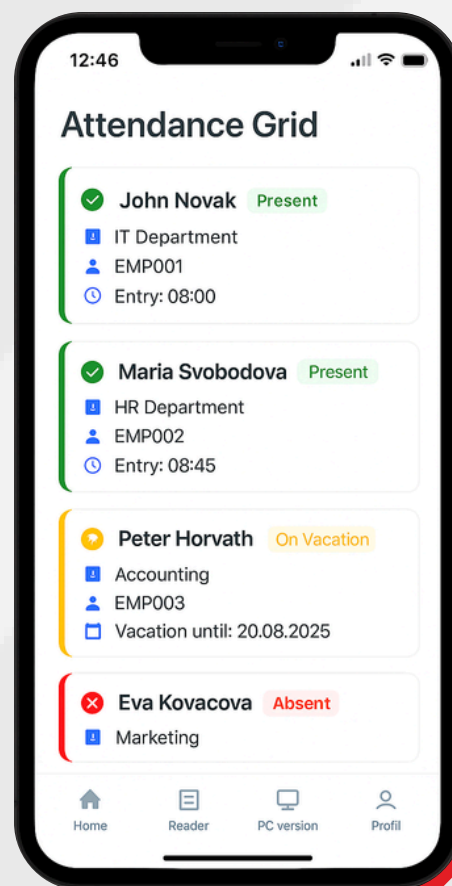 12:46
Attendance Grid
John Novak Present
IT Department
EMP001
Entry: 08:00
Maria Svobodova Present
HR Department
EMP002
Entry: 08:45
Peter Horvath On Vacation
Accounting
EMP003
Vacation until: 20.08.2025
Eva Kovacova Absent
Marketing
Home Reader PC version Profil